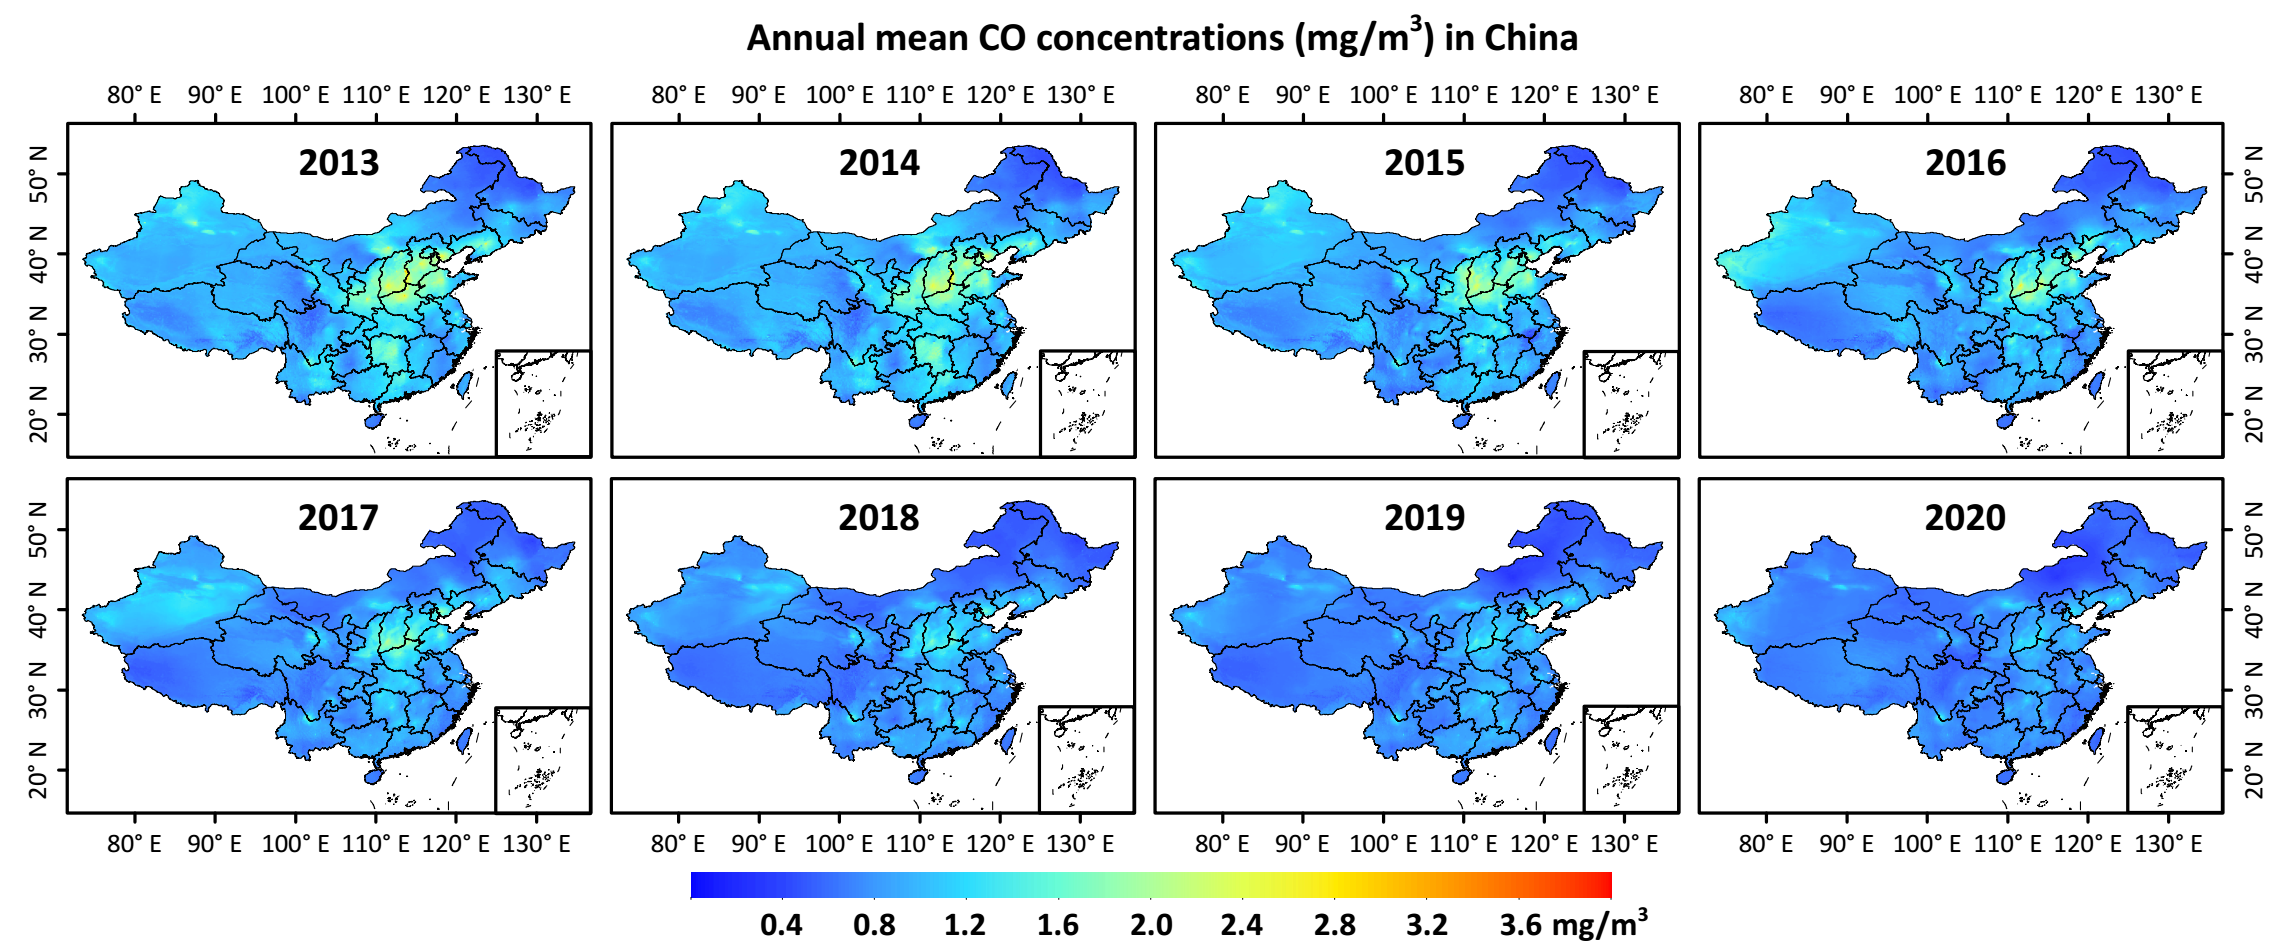 Annual mean CO concentrations (mg/m³) in China
80° E 90° E 100° E 110° E 120° E 130° E 80° E 90° E 100° E 110° E 120° E 130° E 80° E 90° E 100° E 110° E 120° E 130° E 80° E 90° E 100° E 110° E 120° E 130° E
2013 2014 2015 2016
50° N 50° N
40° N 40° N
30° N 30° N
20° N 20° N
2017 2018 2019 2020
50° N 50° N
40° N 40° N
30° N 30° N
20° N 20° N
80° E 90° E 100° E 110° E 120° E 130° E 80° E 90° E 100° E 110° E 120° E 130° E 80° E 90° E 100° E 110° E 120° E 130° E 80° E 90° E 100° E 110° E 120° E 130° E
0.4 0.8 1.2 1.6 2.0 2.4 2.8 3.2 3.6 mg/m³